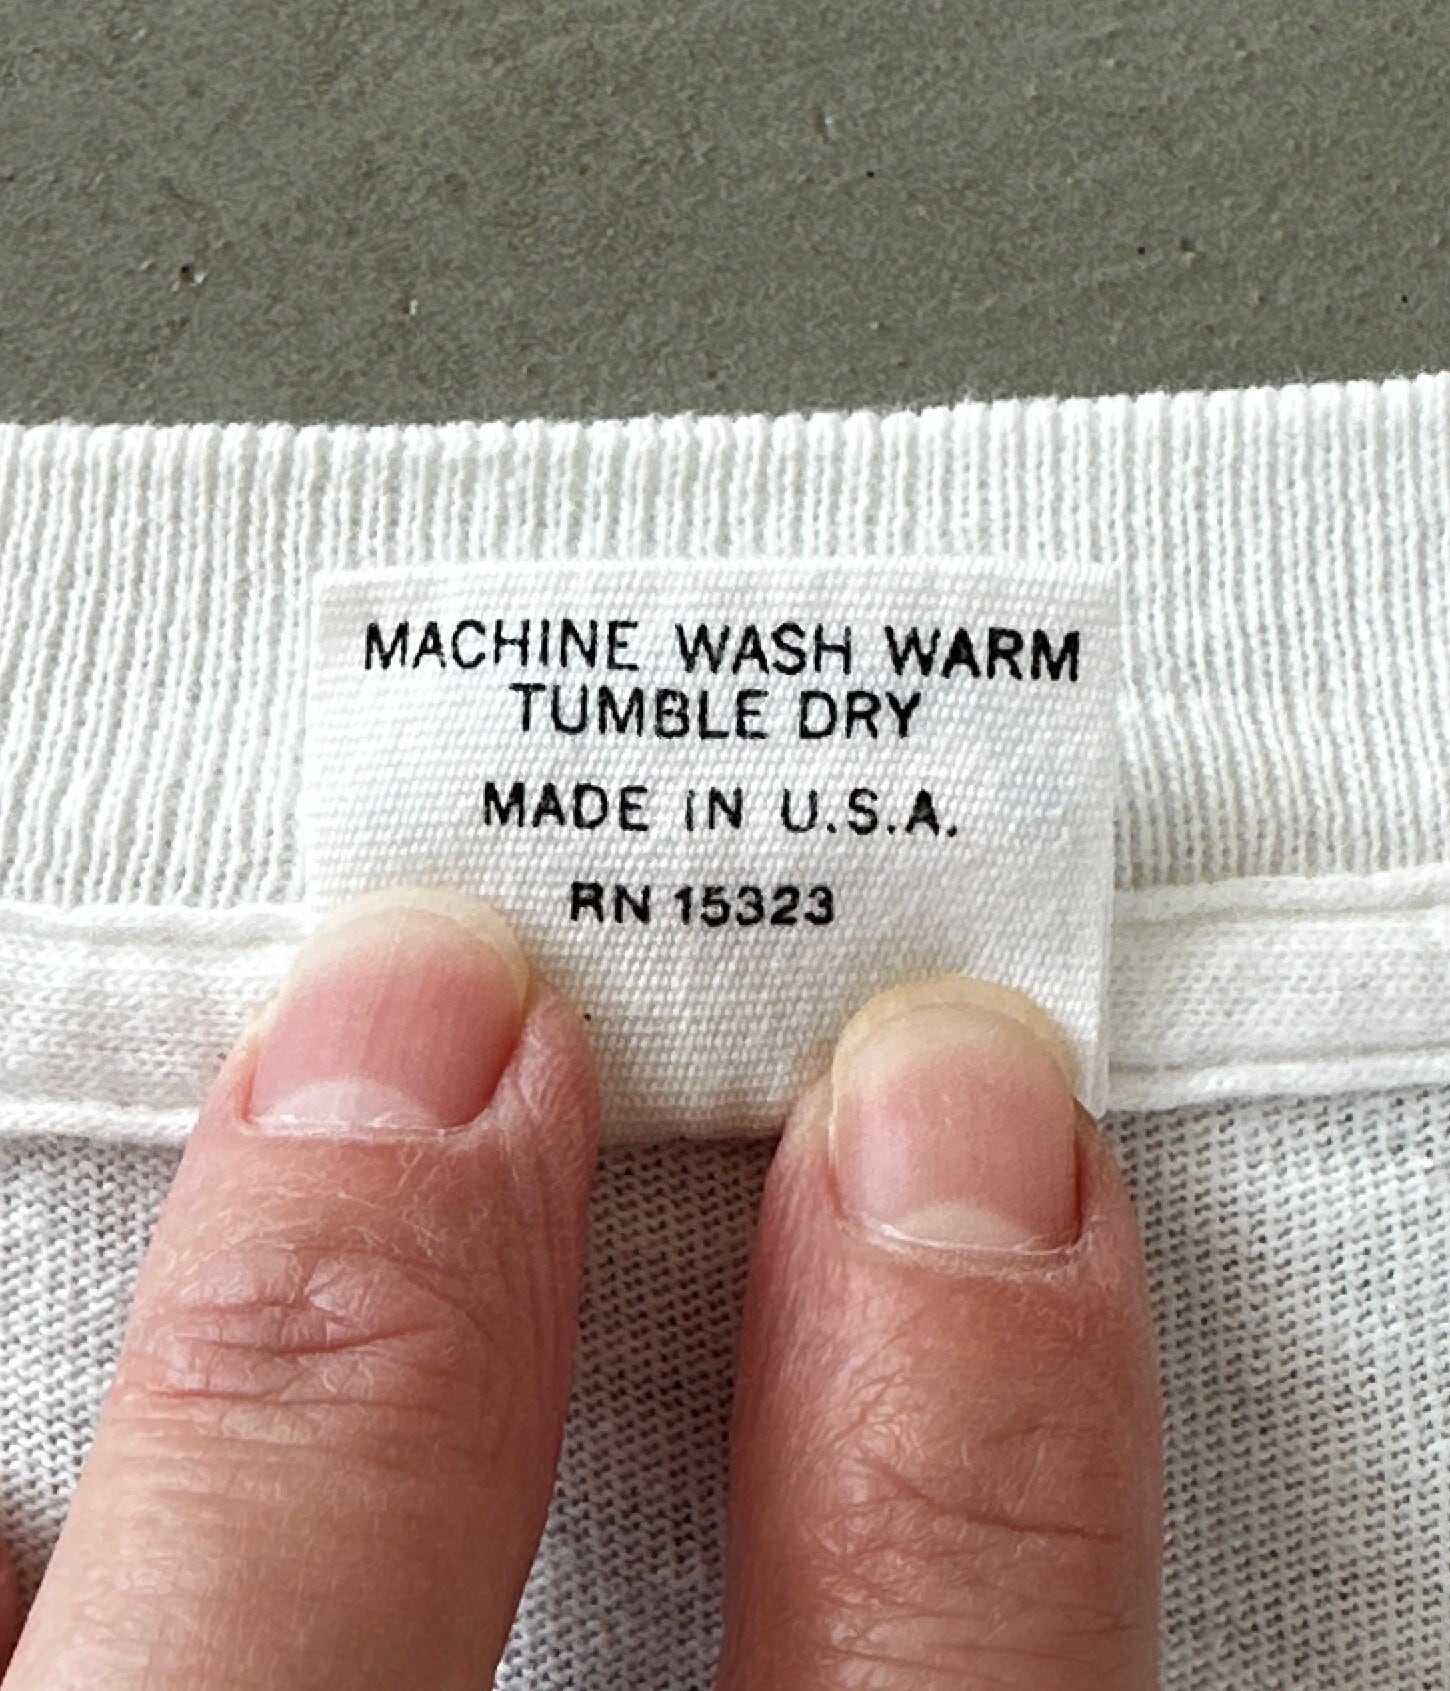 MACHINE WASH WARM
TUMBLE DRY
MADE IN U.S.A.
RN 15323